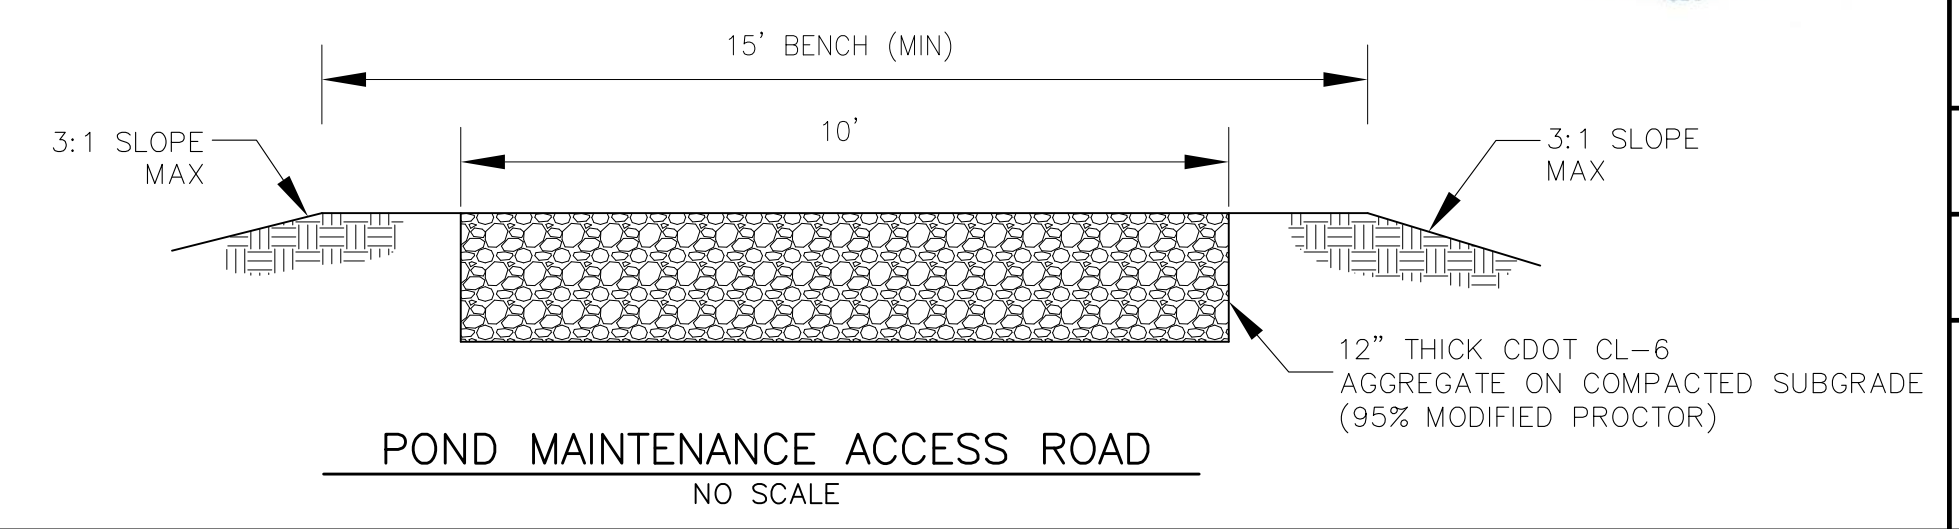 15' BENCH (MIN)
10'
3:1 SLOPE
MAX
3:1 SLOPE
MAX
12" THICK CDOT CL-6
AGGREGATE ON COMPACTED SUBGRADE
(95% MODIFIED PROCTOR)
POND MAINTENANCE ACCESS ROAD
NO SCALE